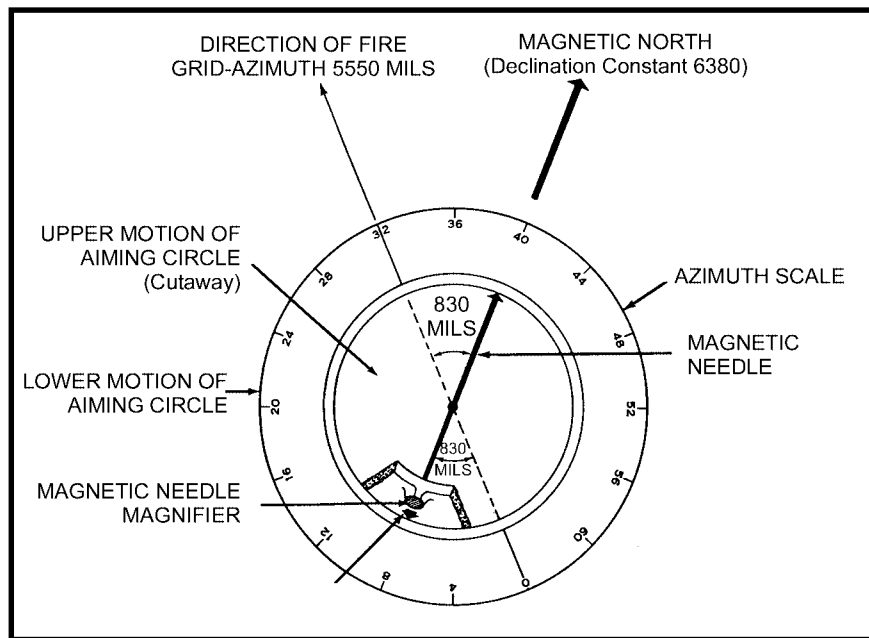 DIRECTION OF FIRE
GRID-AZIMUTH 5550 MILS
MAGNETIC NORTH
(Declination Constant 6380)
UPPER MOTION OF
AIMING CIRCLE
(Cutaway)
AZIMUTH SCALE
830
MILS
MAGNETIC
NEEDLE
LOWER MOTION OF
AIMING CIRCLE
830
MILS
MAGNETIC NEEDLE
MAGNIFIER
0
4
8
12
16
20
24
28
32
36
40
44
48
52
56
60